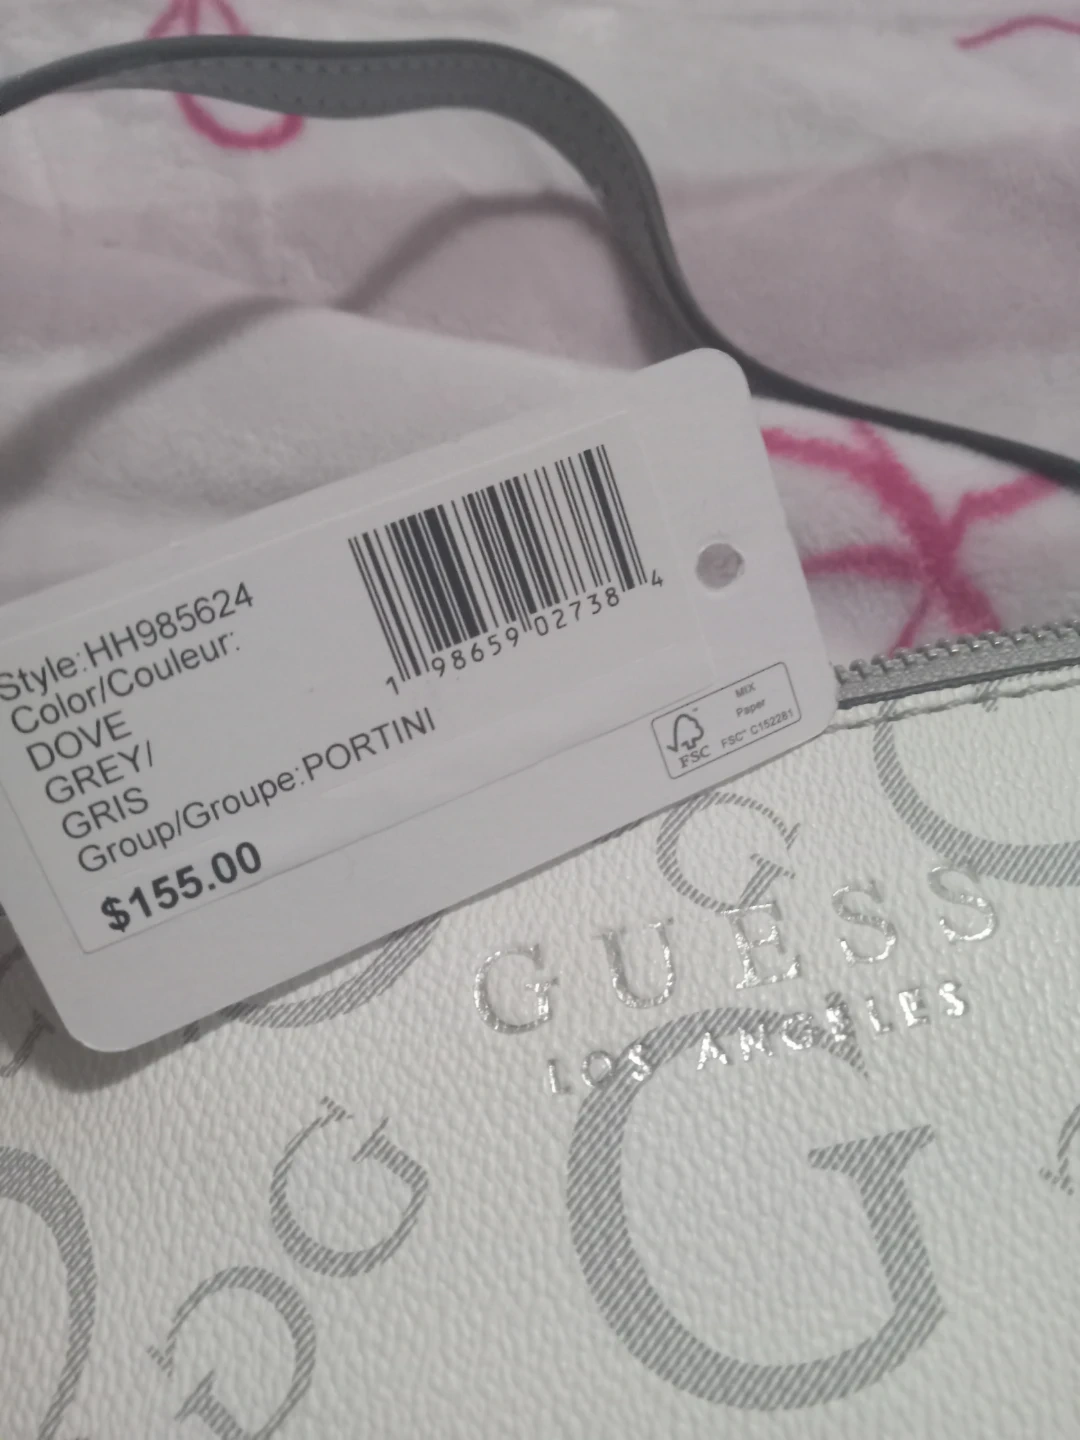 Style:HH985624
Color/Couleur:
DOVE
GREY/
GRIS
Group/Groupe:PORTINI
$155.00
1 98659 02738 4
FSC
MIX
Paper
FSC™ C152281
GUESS
LOS ANGELES
G
G
G
G